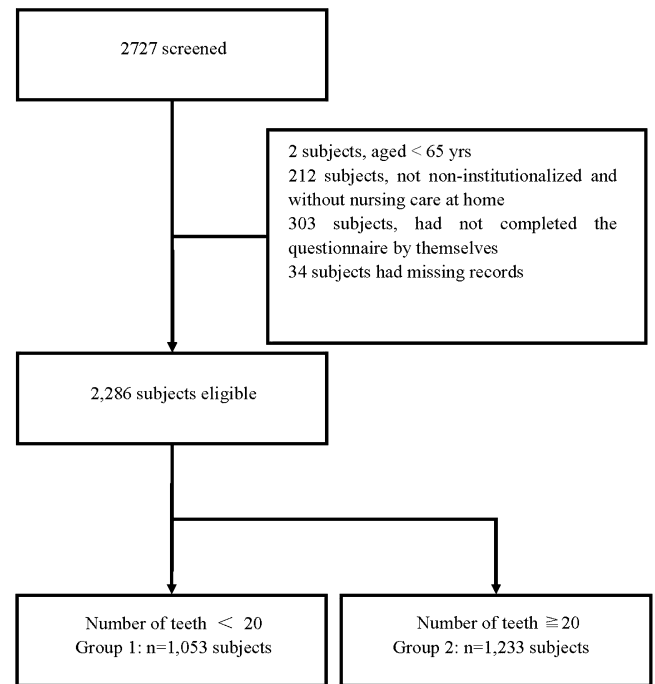 2727 screened
2 subjects, aged < 65 yrs
212 subjects, not non-institutionalized and
without nursing care at home
303 subjects, had not completed the
questionnaire by themselves
34 subjects had missing records
2,286 subjects eligible
Number of teeth ＜ 20
Group 1: n=1,053 subjects
Number of teeth ≧20
Group 2: n=1,233 subjects